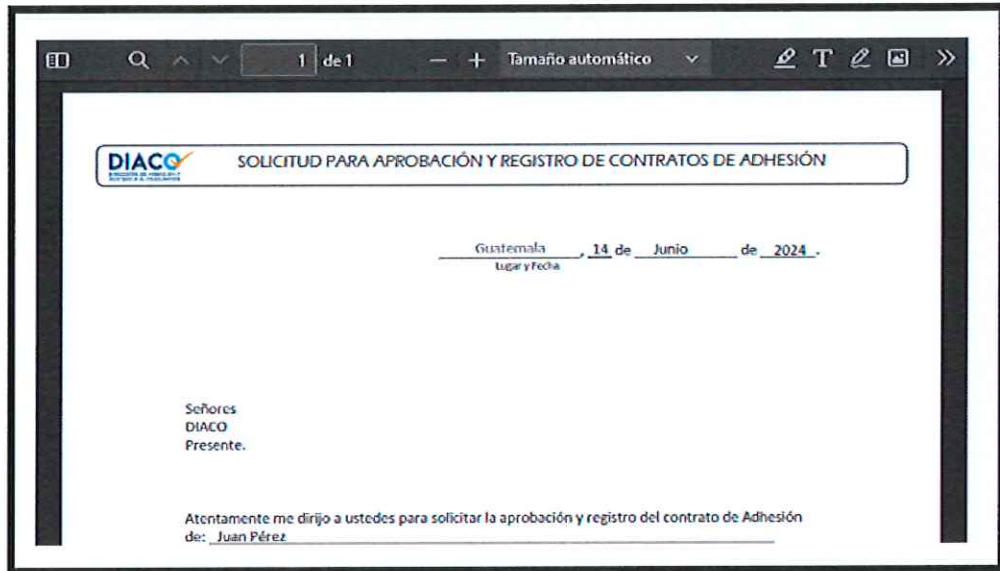 1 de 1 — + Tamaño automático
DIACO SOLICITUD PARA APROBACIÓN Y REGISTRO DE CONTRATOS DE ADHESIÓN
Guatemala , 14 de Junio de 2024 .
Lugar y Fecha
Señores
DIACO
Presente.
Atentamente me dirijo a ustedes para solicitar la aprobación y registro del contrato de Adhesión
de: Juan Pérez